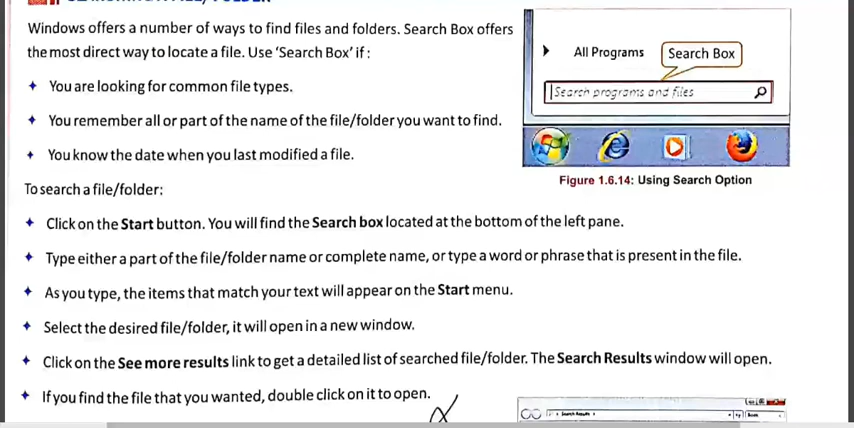 Windows offers a number of ways to find files and folders. Search Box offers
the most direct way to locate a file. Use 'Search Box' if :
✦ You are looking for common file types.
✦ You remember all or part of the name of the file/folder you want to find.
✦ You know the date when you last modified a file.
All Programs
Search Box
Search programs and files
Figure 1.6.14: Using Search Option
To search a file/folder:
✦ Click on the Start button. You will find the Search box located at the bottom of the left pane.
✦ Type either a part of the file/folder name or complete name, or type a word or phrase that is present in the file.
✦ As you type, the items that match your text will appear on the Start menu.
✦ Select the desired file/folder, it will open in a new window.
✦ Click on the See more results link to get a detailed list of searched file/folder. The Search Results window will open.
✦ If you find the file that you wanted, double click on it to open.
Search Results